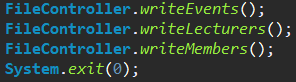 FileController.writeEvents();
FileController.writeLecturers();
FileController.writeMembers();
System.exit(0);